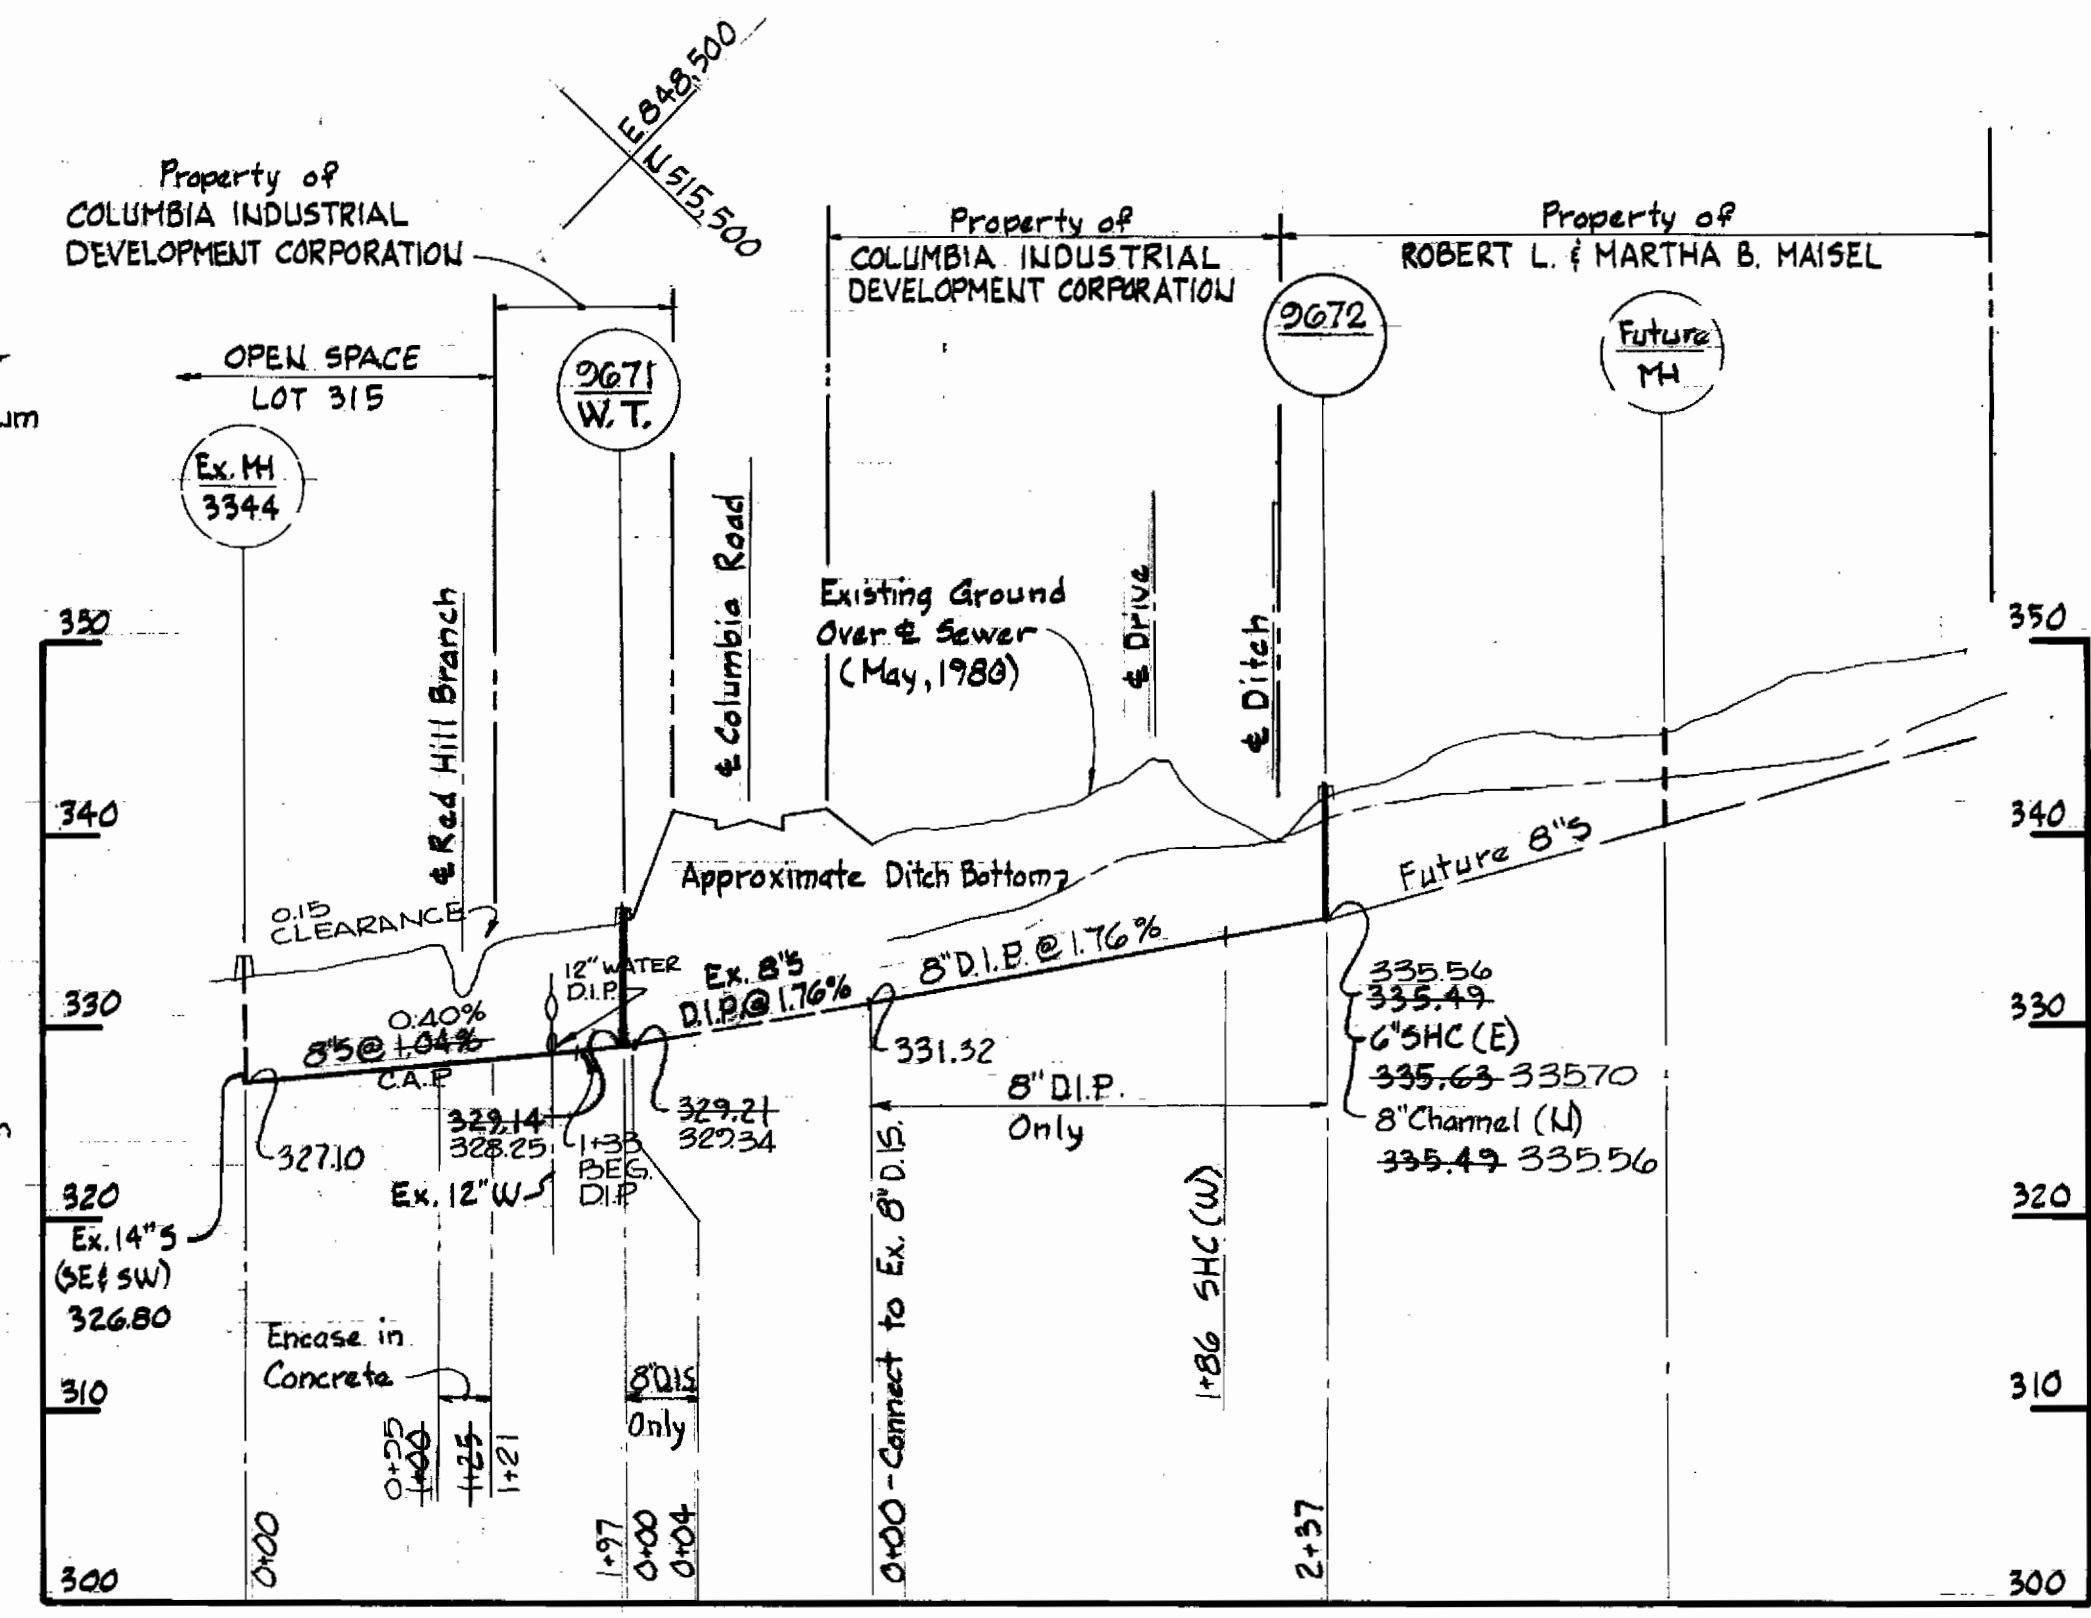 E 848,500
N 515,500
Property of
COLUMBIA INDUSTRIAL
DEVELOPMENT CORPORATION
Property of
COLUMBIA INDUSTRIAL
DEVELOPMENT CORPORATION
Property of
ROBERT L. & MARTHA B. MAISEL
OPEN SPACE
LOT 315
Ex. MH
3344
9671
W.T.
9672
Future
MH
℄ Red Hill Branch
℄ Columbia Road
Existing Ground
Over ℄ Sewer
(May, 1980)
℄ Drive
℄ Ditch
350
340
330
320
310
300
350
340
330
320
310
300
0.15
CLEARANCE
Approximate Ditch Bottom
Future 8"S
12" WATER
D.I.P.
Ex. 8"S
D.I.P.@ 1.76%
8" D.I.P. @ 1.76%
0.40%
8"S @ 1.04%
C.A.P
327.10
329.14
328.25
1+33
BEG.
D.I.P
329.21
329.34
Ex. 12" W
331.32
8" D.I.P.
Only
335.56
335.49
6"SHC (E)
335.63 33570
8"Channel (N)
335.49 335.56
Ex. 14"S
(SE & SW)
326.80
Encase in
Concrete
8"D.I.S
Only
0+25
1+00
1+25
1+21
0+00
1+97
0+00
0+04
0+00 - Connect to Ex. 8" D.I.S.
1+86 SHC (W)
2+37
um